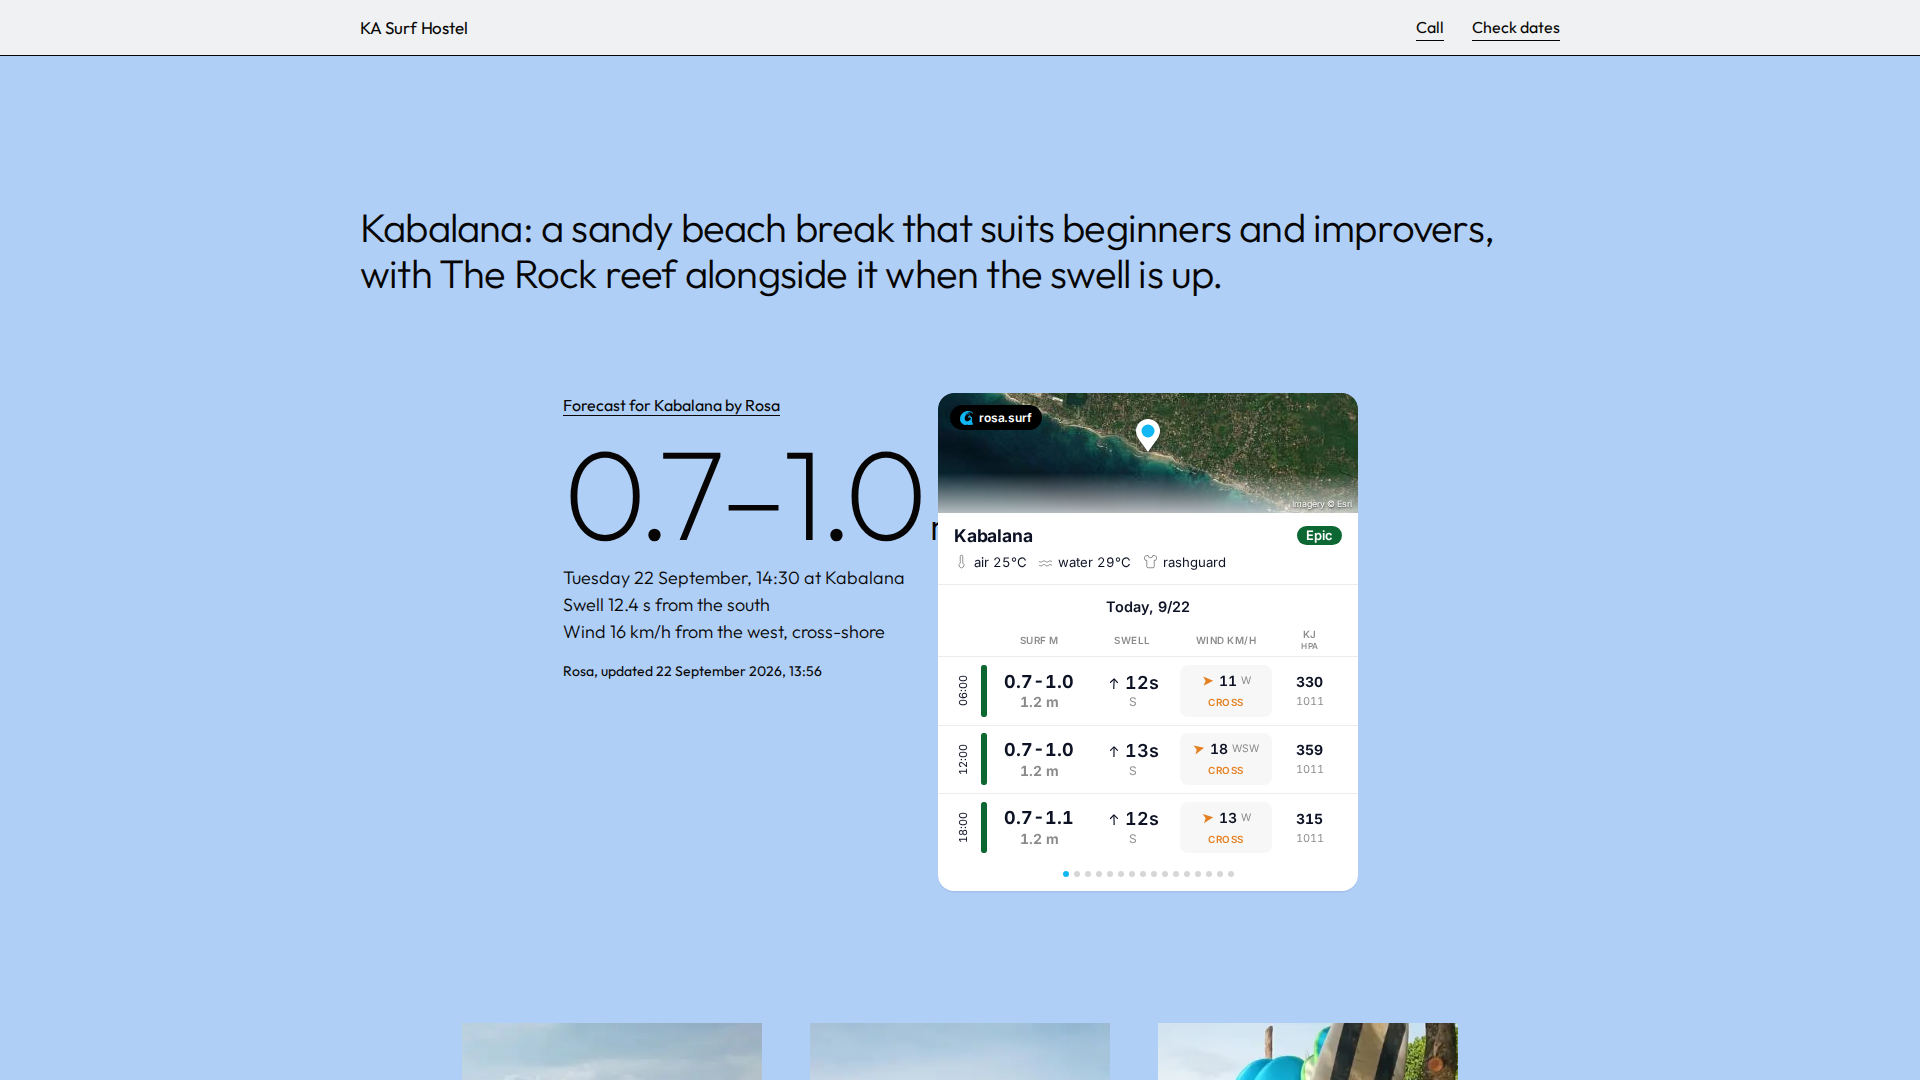 KA Surf Hostel
Call
Check dates
Kabalana: a sandy beach break that suits beginners and improvers,
with The Rock reef alongside it when the swell is up.
Forecast for Kabalana by Rosa
0.7–1.0
Tuesday 22 September, 14:30 at Kabalana
Swell 12.4 s from the south
Wind 16 km/h from the west, cross-shore
Rosa, updated 22 September 2026, 13:56
rosa.surf
Imagery © Esri
Kabalana
Epic
air 25°C water 29°C rashguard
Today, 9/22
SURF M SWELL WIND KM/H KJ
HPA
06:00 0.7-1.0 12s 11 W 330
1.2 m S CROSS 1011
12:00 0.7-1.0 13s 18 WSW 359
1.2 m S CROSS 1011
18:00 0.7-1.1 12s 13 W 315
1.2 m S CROSS 1011